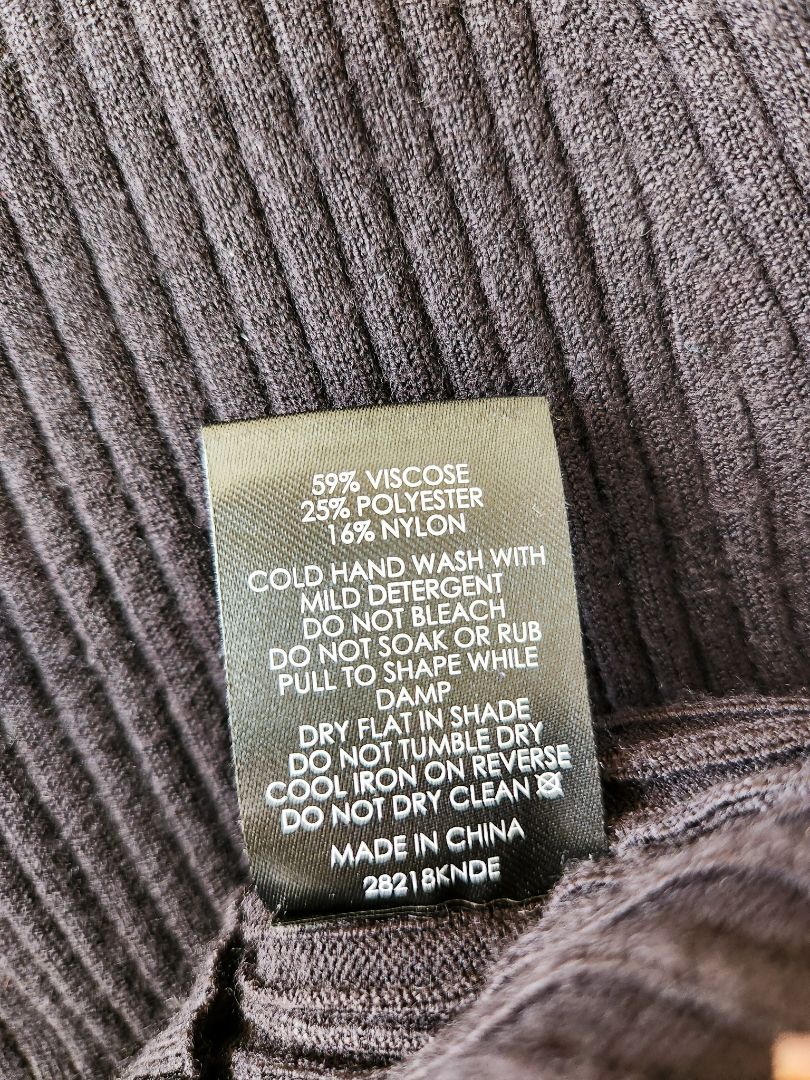 59% VISCOSE
25% POLYESTER
16% NYLON
COLD HAND WASH WITH
MILD DETERGENT
DO NOT BLEACH
DO NOT SOAK OR RUB
PULL TO SHAPE WHILE
DAMP
DRY FLAT IN SHADE
DO NOT TUMBLE DRY
COOL IRON ON REVERSE
DO NOT DRY CLEAN
MADE IN CHINA
28218KNDE